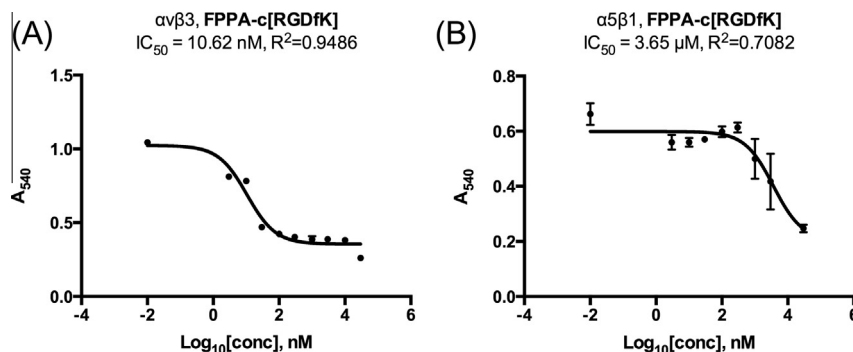 (A)
αvβ3, FPPA-c[RGDfK]
IC50 = 10.62 nM, R2=0.9486
1.5
1.0
0.5
0.0
A540
-4 -2 0 2 4 6
Log10[conc], nM
(B)
α5β1, FPPA-c[RGDfK]
IC50 = 3.65 µM, R2=0.7082
0.8
0.6
0.4
0.2
0.0
A540
-4 -2 0 2 4 6
Log10[conc], nM